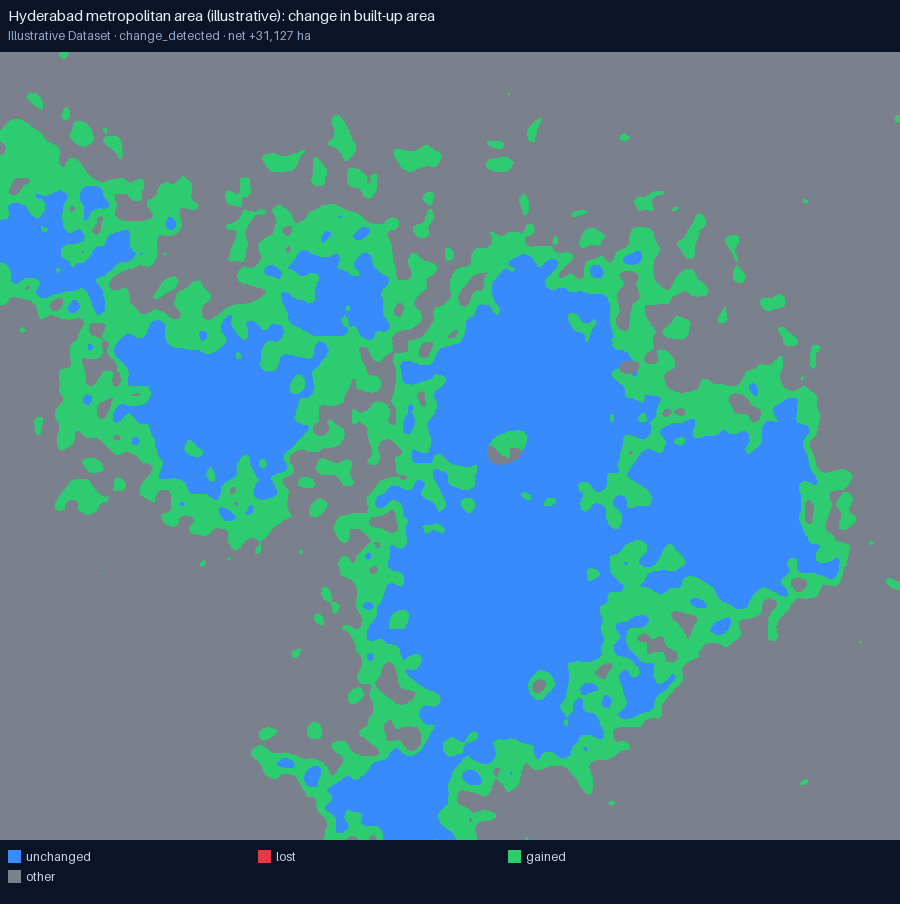 Hyderabad metropolitan area (illustrative): change in built-up area
Illustrative Dataset · change_detected · net +31,127 ha
unchanged
lost
gained
other